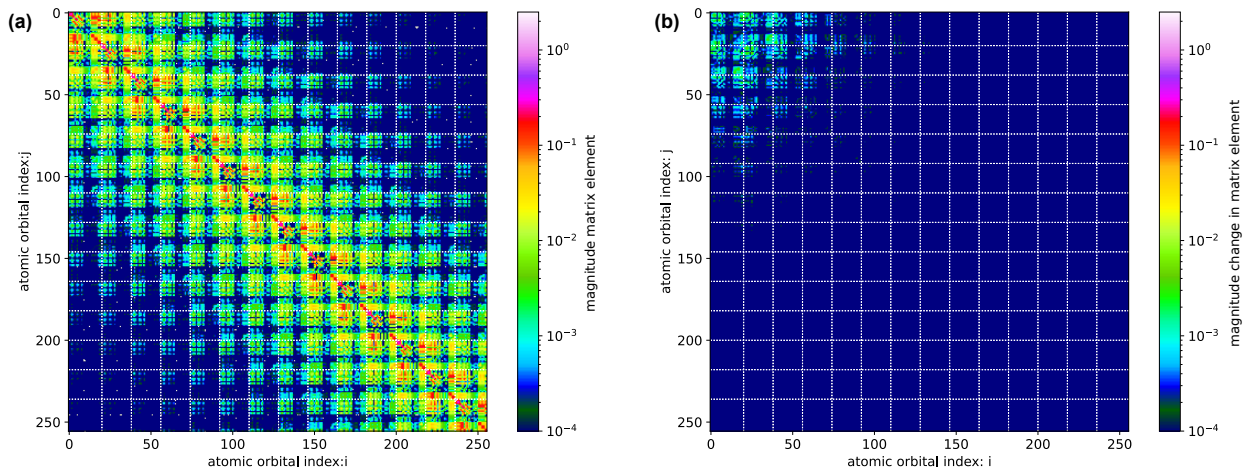 (a)
0
50
100
150
200
250
atomic orbital index:j
0 50 100 150 200 250
atomic orbital index:i
10⁰
10⁻¹
10⁻²
10⁻³
10⁻⁴
magnitude matrix element
(b)
0
50
100
150
200
250
atomic orbital index: j
0 50 100 150 200 250
atomic orbital index: i
10⁰
10⁻¹
10⁻²
10⁻³
10⁻⁴
magnitude change in matrix element